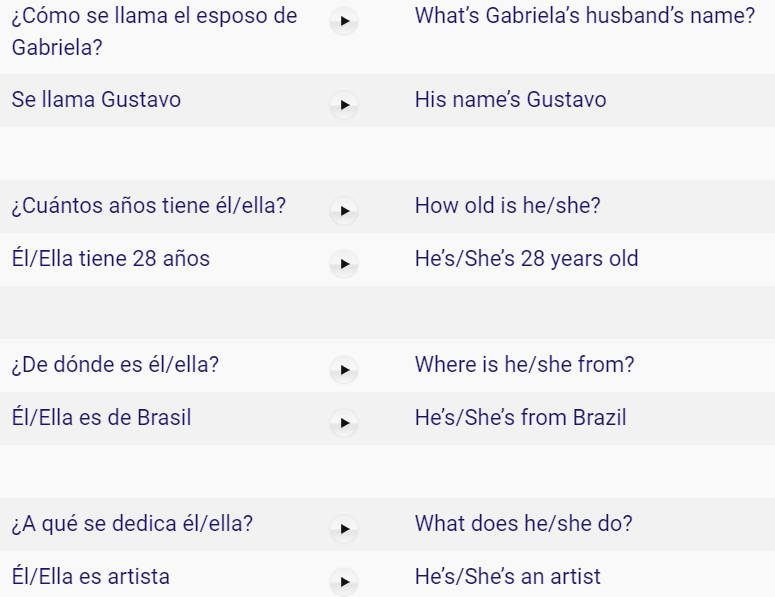 ¿Cómo se llama el esposo de
Gabriela?
What’s Gabriela’s husband’s name?
Se llama Gustavo
His name’s Gustavo
¿Cuántos años tiene él/ella?
How old is he/she?
Él/Ella tiene 28 años
He’s/She’s 28 years old
¿De dónde es él/ella?
Where is he/she from?
Él/Ella es de Brasil
He’s/She’s from Brazil
¿A qué se dedica él/ella?
What does he/she do?
Él/Ella es artista
He’s/She’s an artist